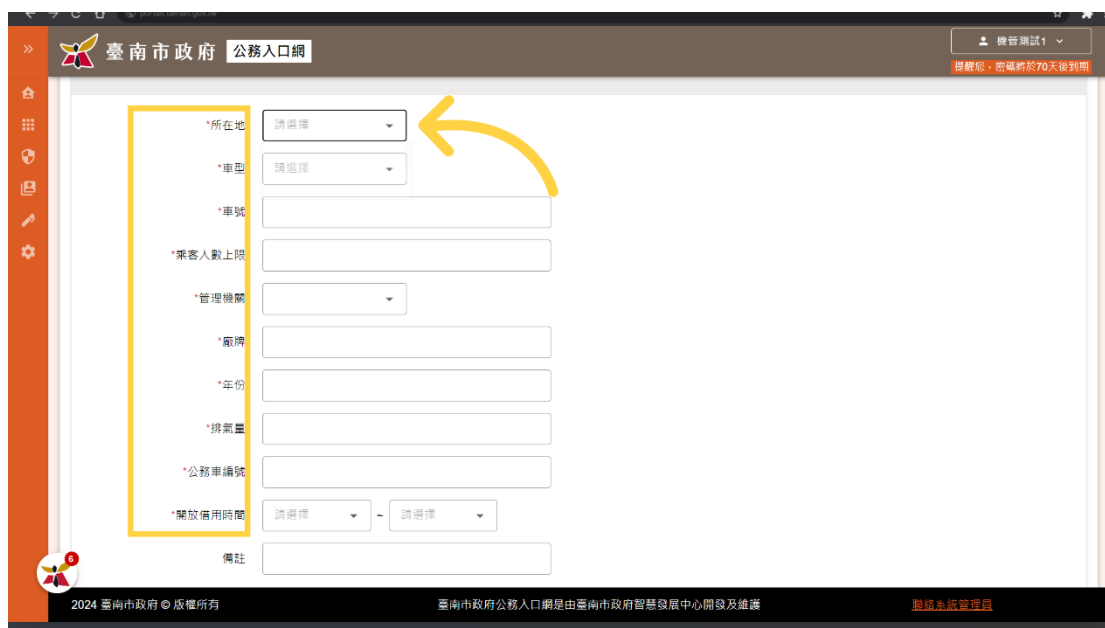 portal.tainan.gov.tw
臺南市政府 公務入口網
機管測試1
提醒您，密碼將於70天後到期
*所在地 請選擇
*車型 請選擇
*車號
*乘客人數上限
*管理機關
*廠牌
*年份
*排氣量
*公務車編號
*開放借用時間 請選擇 ~ 請選擇
備註
6
2024 臺南市政府 © 版權所有 臺南市政府公務入口網是由臺南市政府智慧發展中心開發及維護 聯絡系統管理員